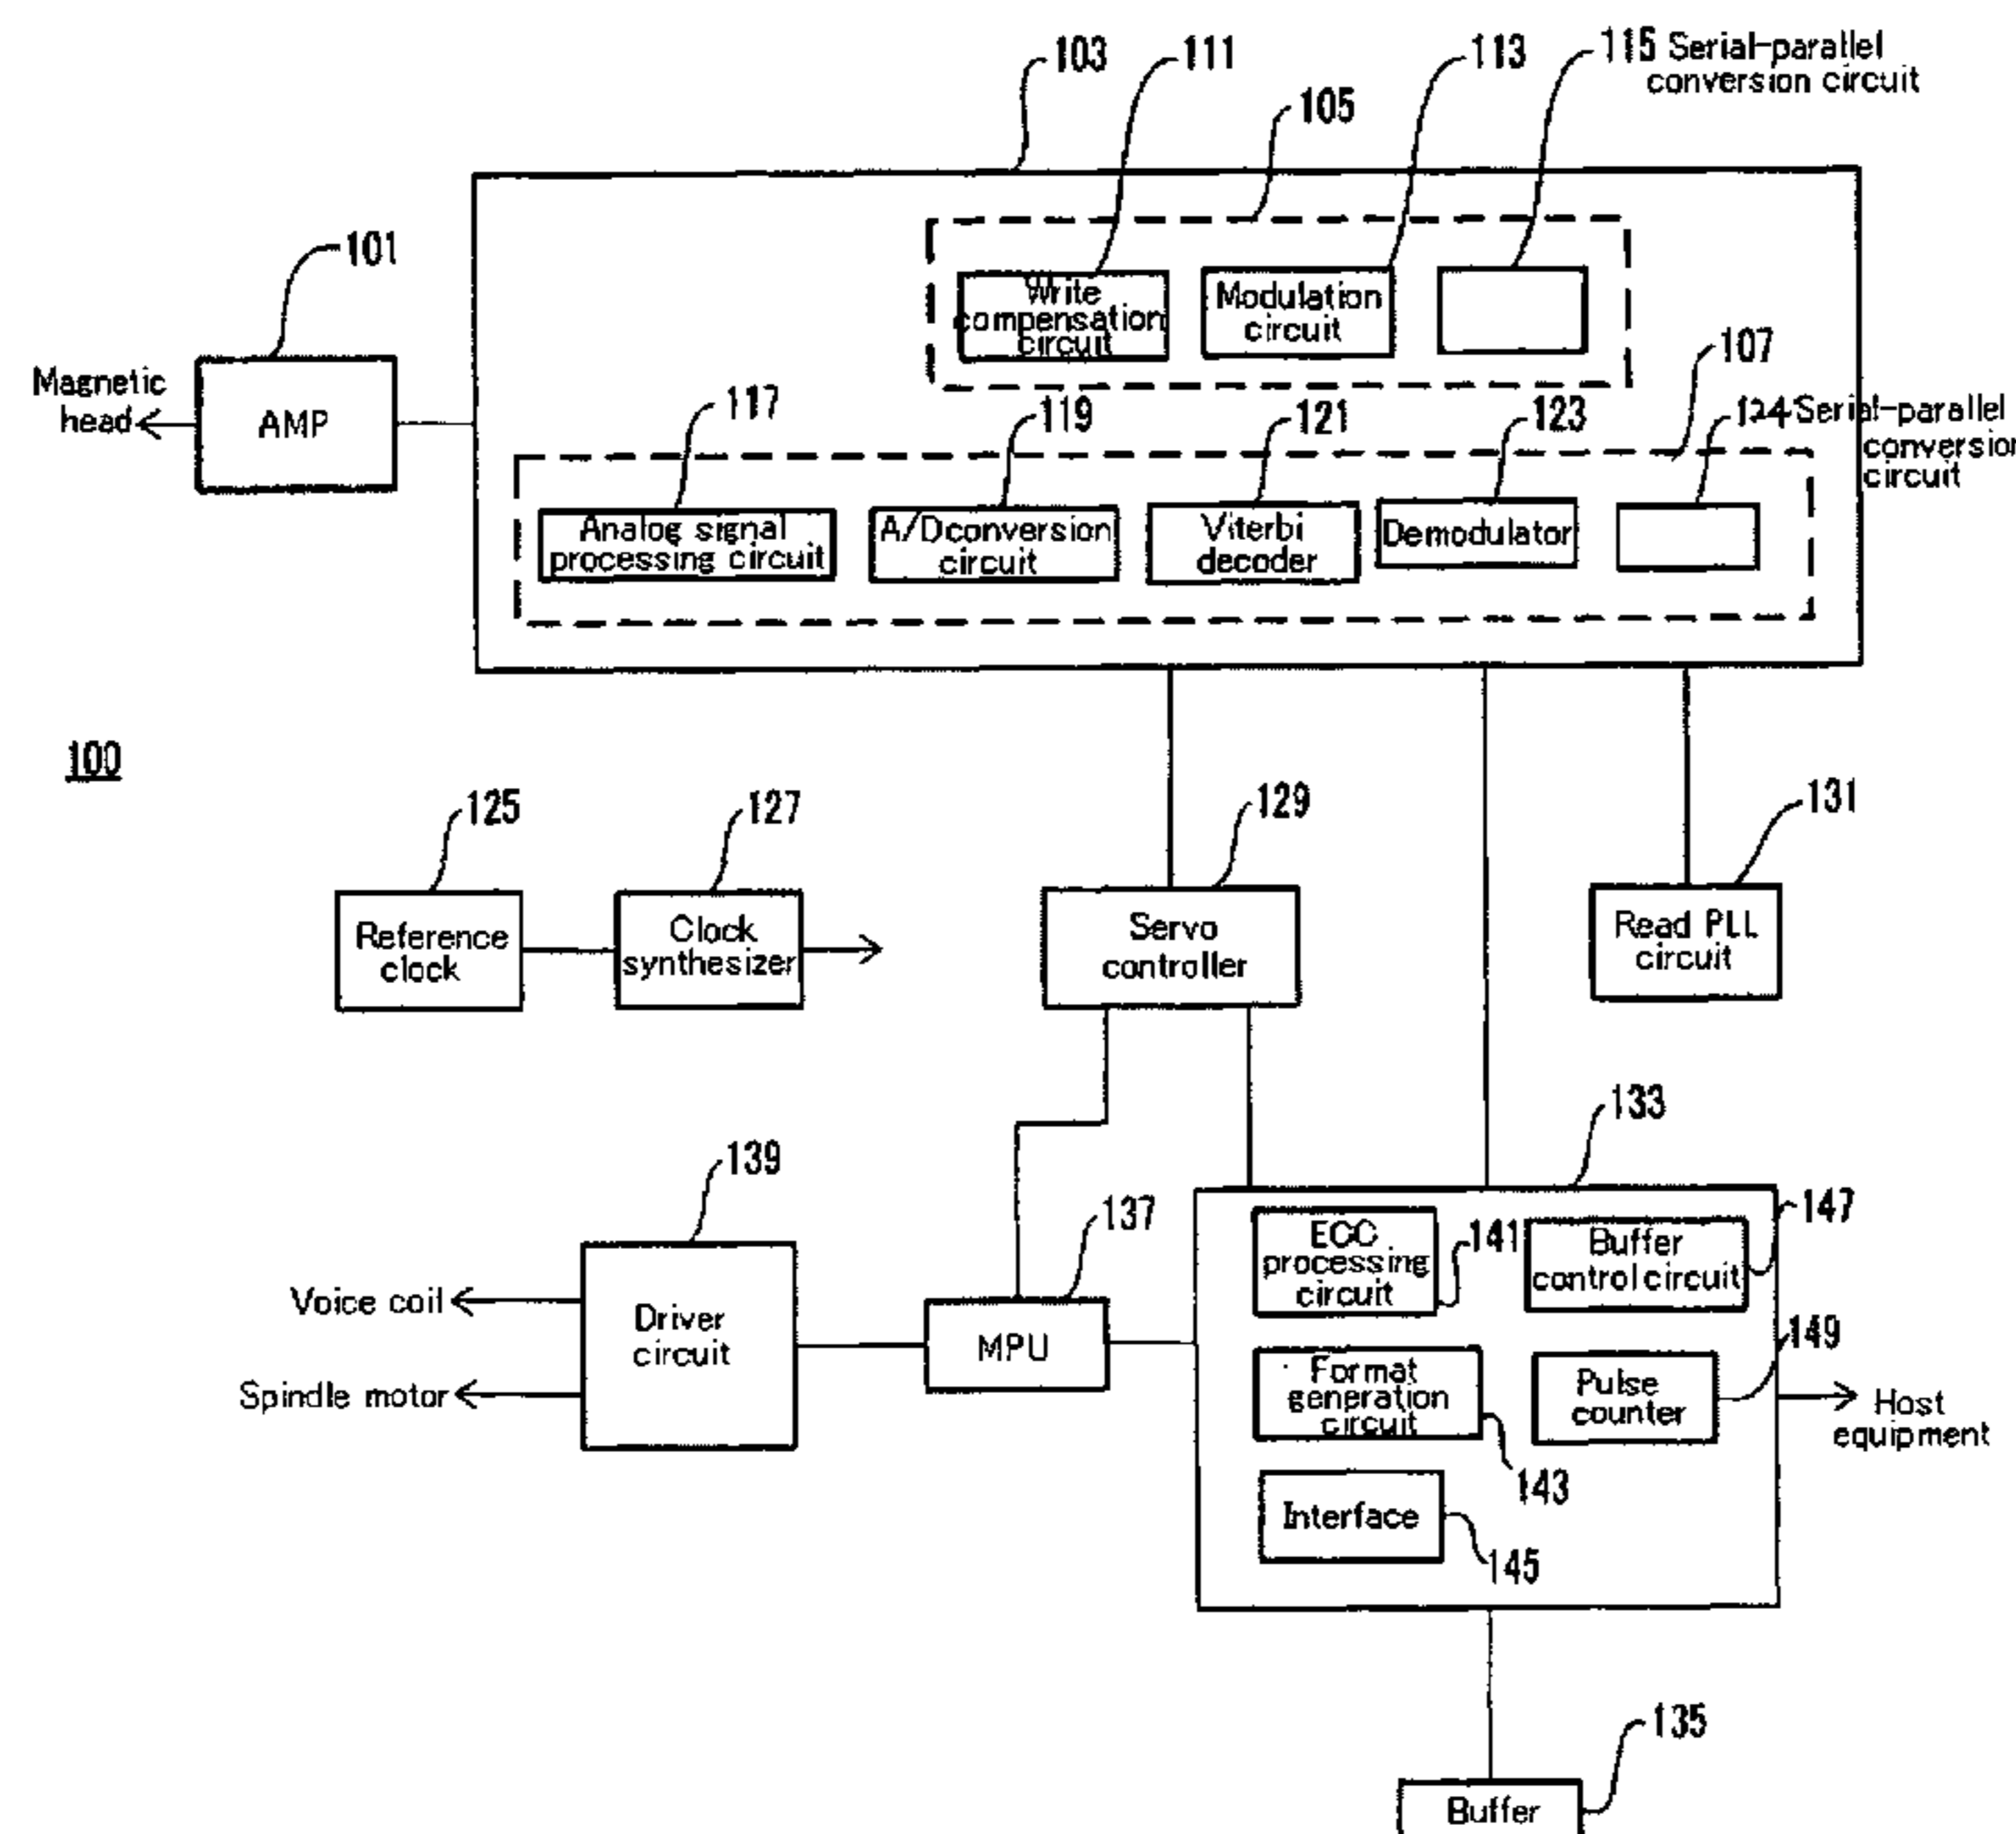 103
111
113
115 Serial-parallel
conversion circuit
105
101
Write
compensation
circuit
Modulation
circuit
Magnetic
head
AMP
107
117
119
121
123
124 Serial-parallel
conversion
circuit
Analog signal
processing circuit
A/Dconversion
circuit
Viterbi
decoder
Demodulator
100
125
127
129
131
Reference
clock
Clock
synthesizer
Servo
controller
Read PLL
circuit
133
139
137
147
ECC
processing
circuit
141
Buffer
control circuit
Voice coil
Driver
circuit
MPU
149
Spindle motor
Format
generation
circuit
Pulse
counter
Host
equipment
143
Interface
145
135
Buffer